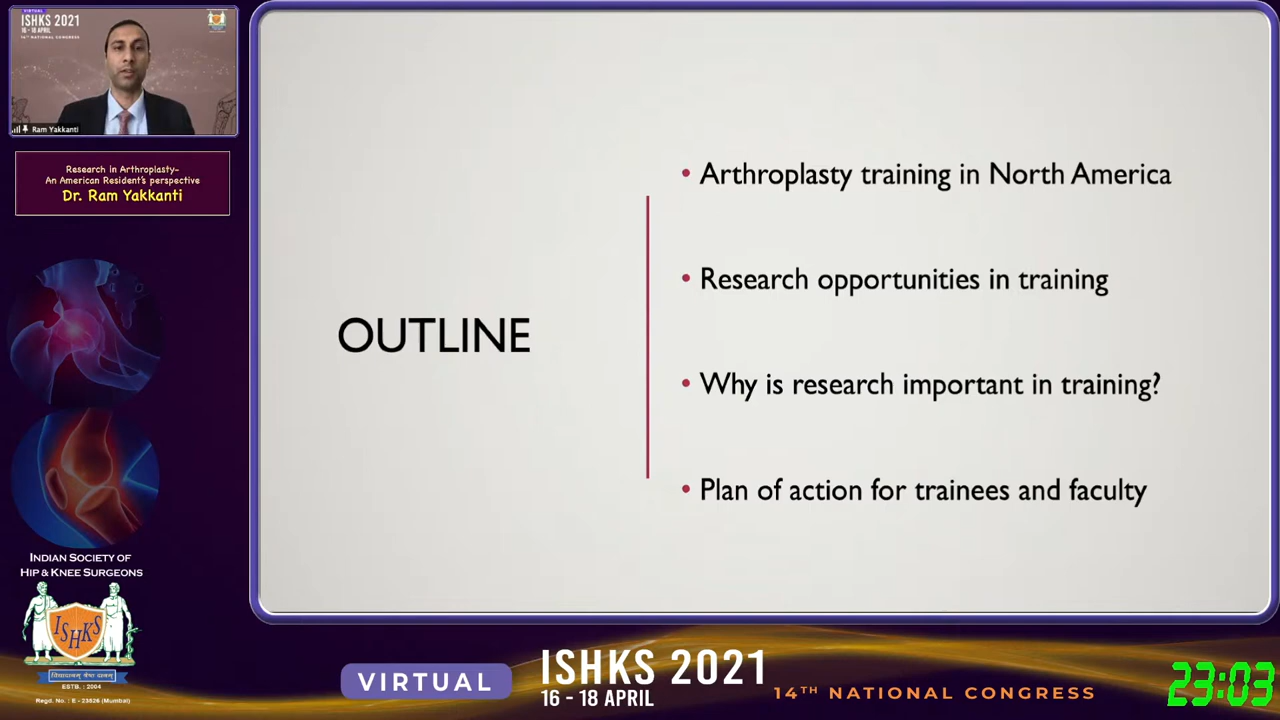 VIRTUAL
ISHKS 2021
16 - 18 APRIL
14TH NATIONAL CONGRESS
Ram Yakkanti
Research In Arthroplasty-
An American Resident's perspective
Dr. Ram Yakkanti
OUTLINE
• Arthroplasty training in North America
• Research opportunities in training
• Why is research important in training?
• Plan of action for trainees and faculty
INDIAN SOCIETY OF
HIP & KNEE SURGEONS
ISHKS
ESTB. : 2004
Regd. No. : E - 23526 (Mumbai)
VIRTUAL
ISHKS 2021
16 - 18 APRIL
14TH NATIONAL CONGRESS
23:03